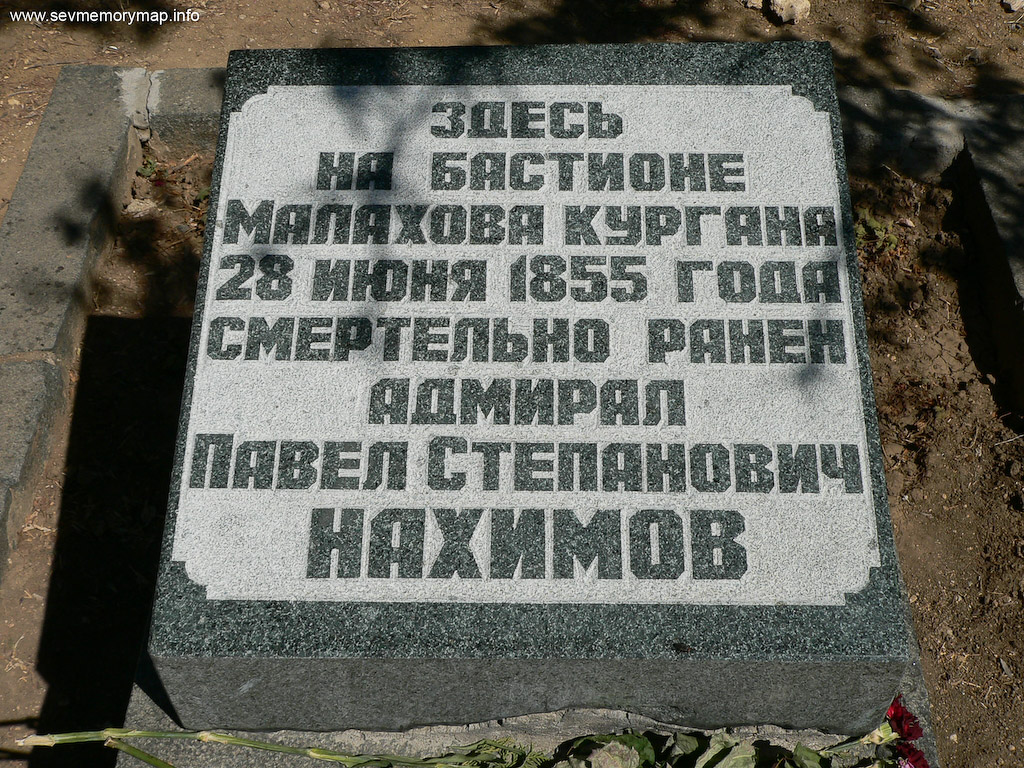 www.sevmemorymap.info
ЗДЕСЬ
НА БАСТИОНЕ
МАЛАХОВА КУРГАНА
28 ИЮНЯ 1855 ГОДА
СМЕРТЕЛЬНО РАНЕН
АДМИРАЛ
ПАВЕЛ СТЕПАНОВИЧ
НАХИМОВ